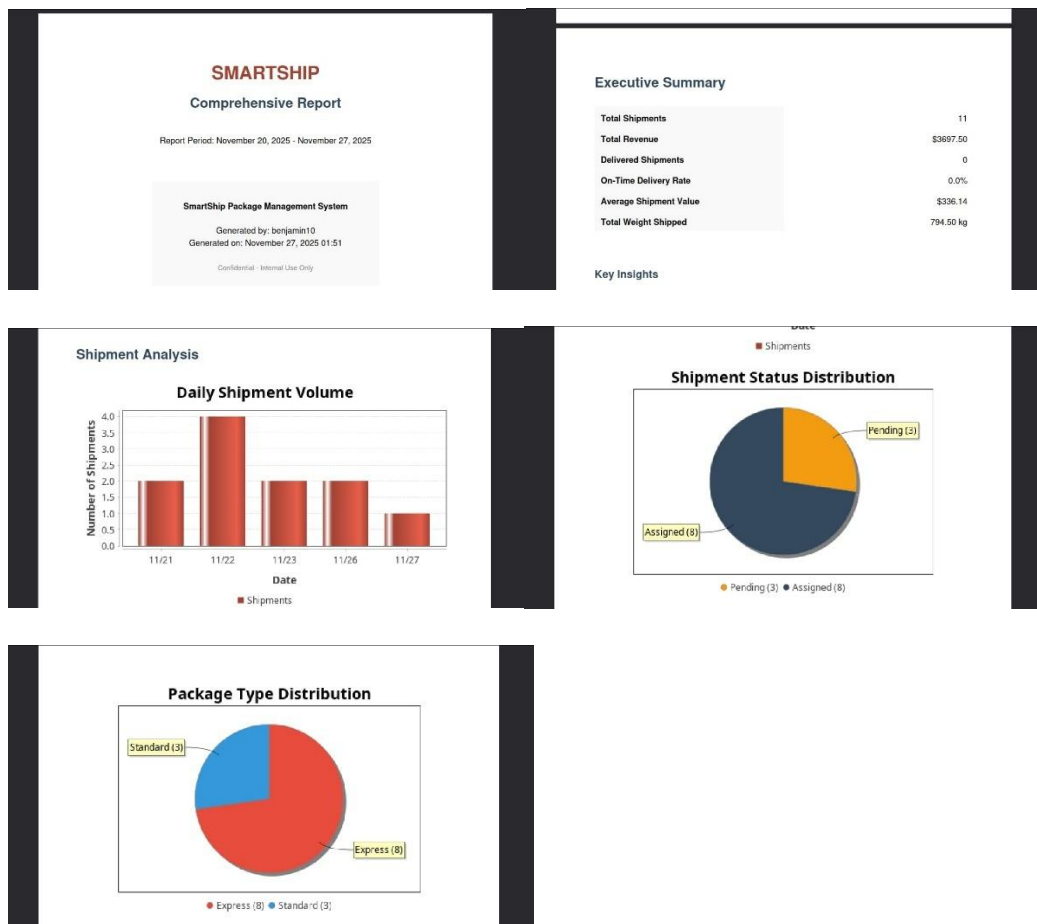 SMARTSHIP
Comprehensive Report
Report Period: November 20, 2025 - November 27, 2025
SmartShip Package Management System
Generated by: benjamin10
Generated on: November 27, 2025 01:51
Confidential - Internal Use Only
Executive Summary
Total Shipments 11
Total Revenue $3697.50
Delivered Shipments 0
On-Time Delivery Rate 0.0%
Average Shipment Value $336.14
Total Weight Shipped 794.50 kg
Key Insights
Shipment Analysis
Daily Shipment Volume
Number of Shipments
4.0
3.5
3.0
2.5
2.0
1.5
1.0
0.5
0.0
11/21 11/22 11/23 11/26 11/27
Date
Shipments
Date
Shipments
Shipment Status Distribution
Pending (3)
Assigned (8)
Pending (3) Assigned (8)
Package Type Distribution
Standard (3)
Express (8)
Express (8) Standard (3)